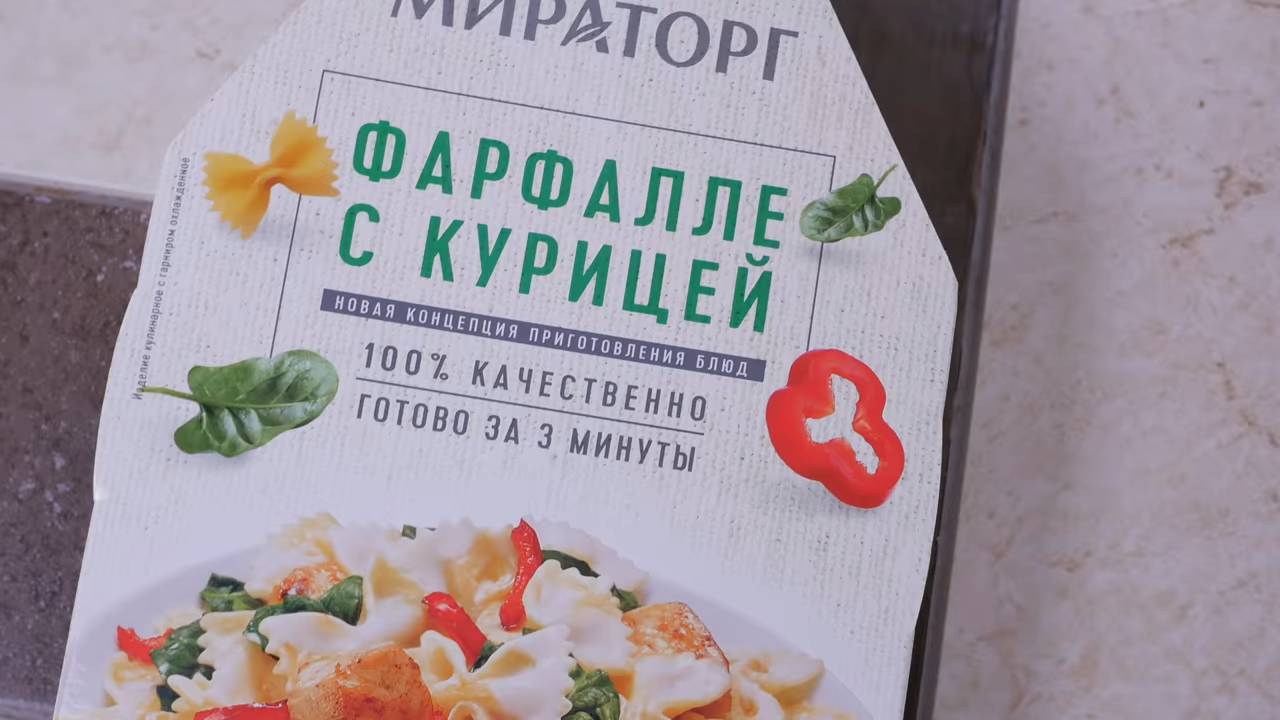 МИРАТОРГ
ФАРФАЛЛЕ
С КУРИЦЕЙ
НОВАЯ КОНЦЕПЦИЯ ПРИГОТОВЛЕНИЯ БЛЮД
100% КАЧЕСТВЕННО
ГОТОВО ЗА 3 МИНУТЫ
Изделие кулинарное с гарниром охлажденное